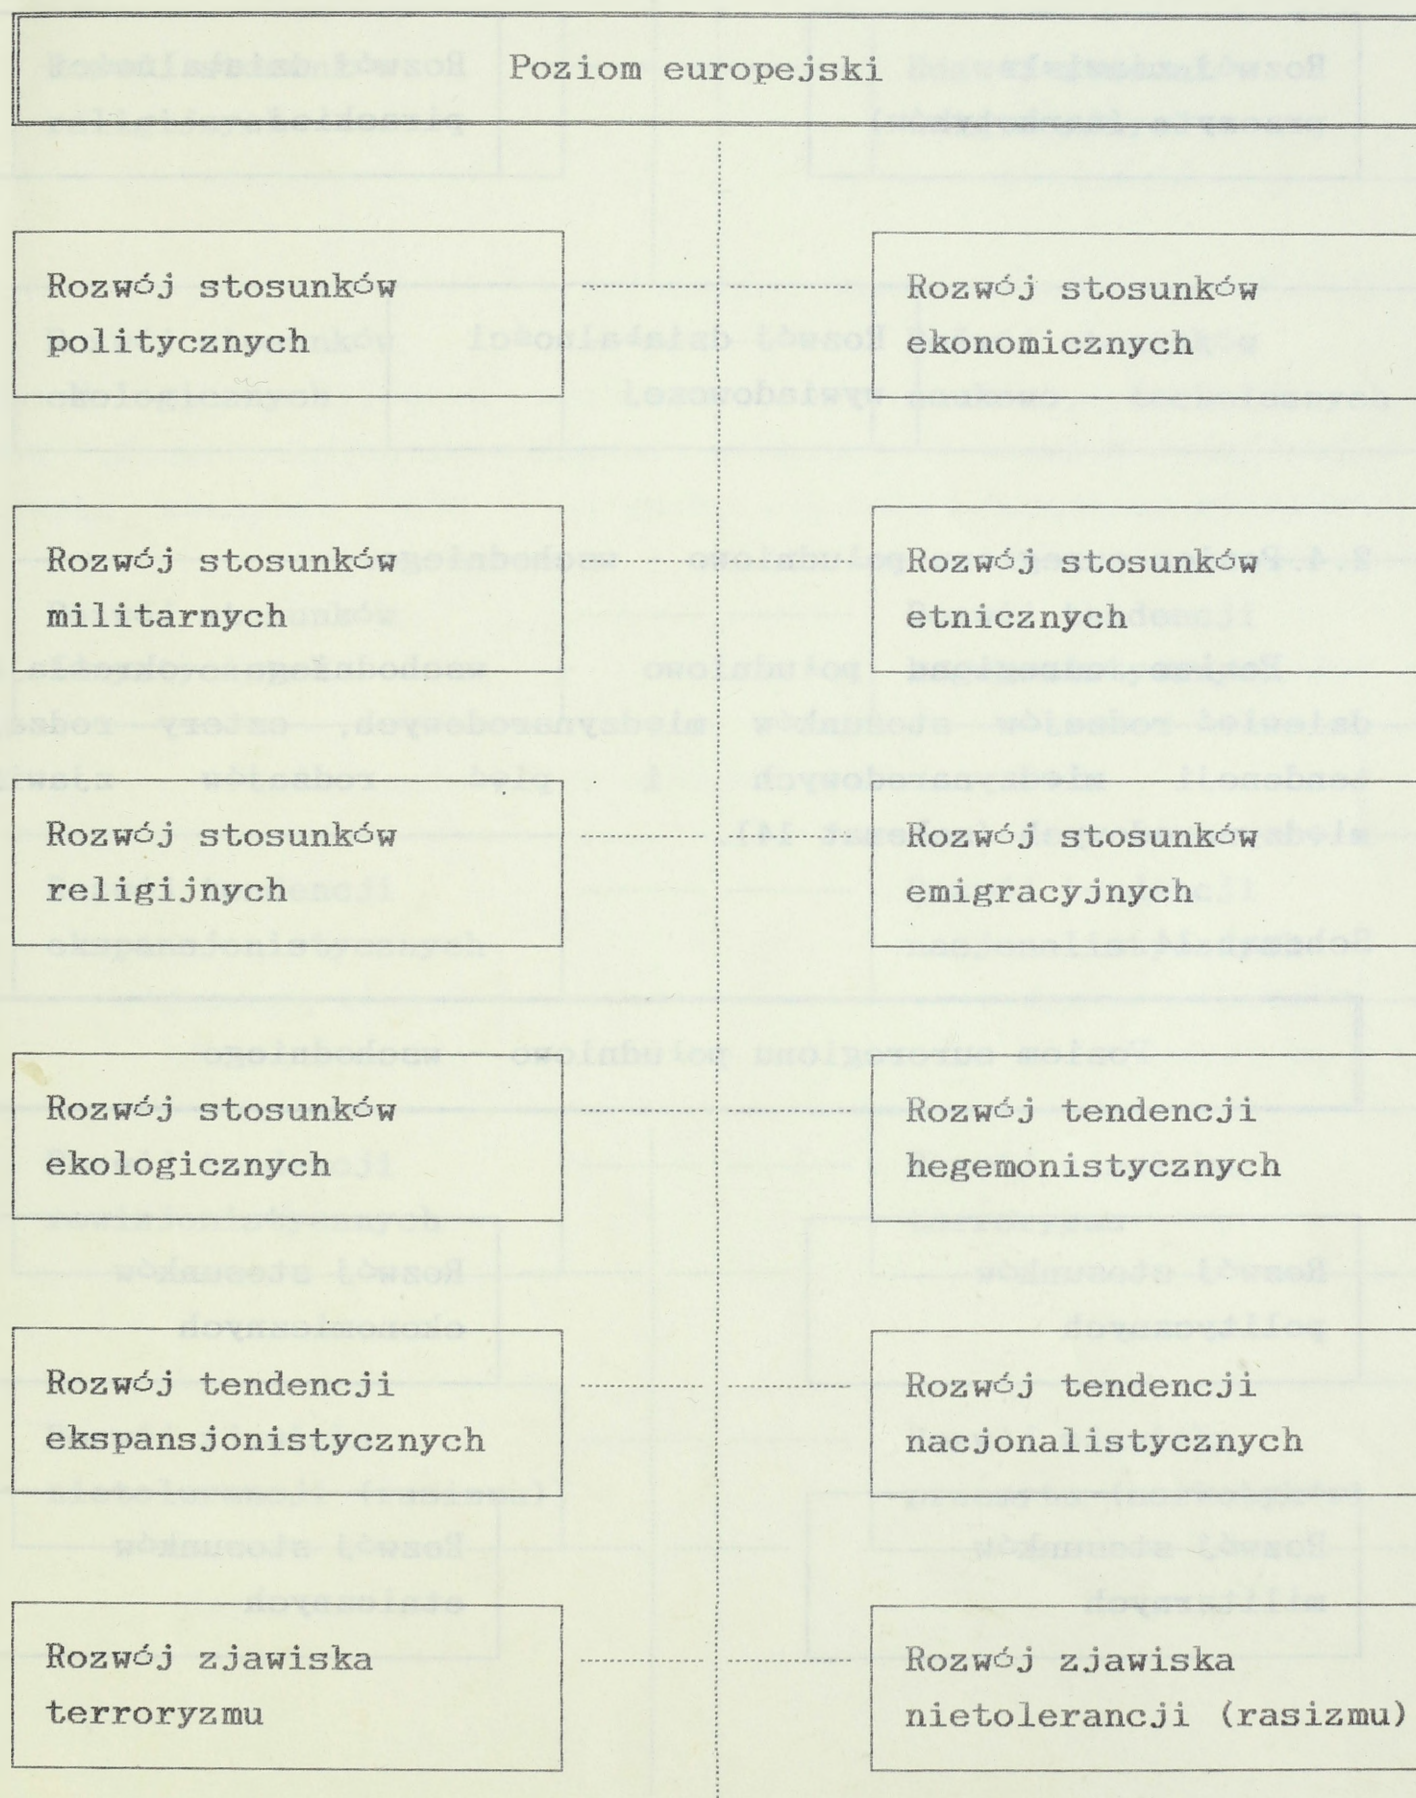 Poziom europejski
Rozwój stosunków
politycznych
Rozwój stosunków
ekonomicznych
Rozwój stosunków
militarnych
Rozwój stosunków
etnicznych
Rozwój stosunków
religijnych
Rozwój stosunków
emigracyjnych
Rozwój stosunków
ekologicznych
Rozwój tendencji
hegemonistycznych
Rozwój tendencji
ekspansjonistycznych
Rozwój tendencji
nacjonalistycznych
Rozwój zjawiska
terroryzmu
Rozwój zjawiska
nietolerancji (rasizmu)